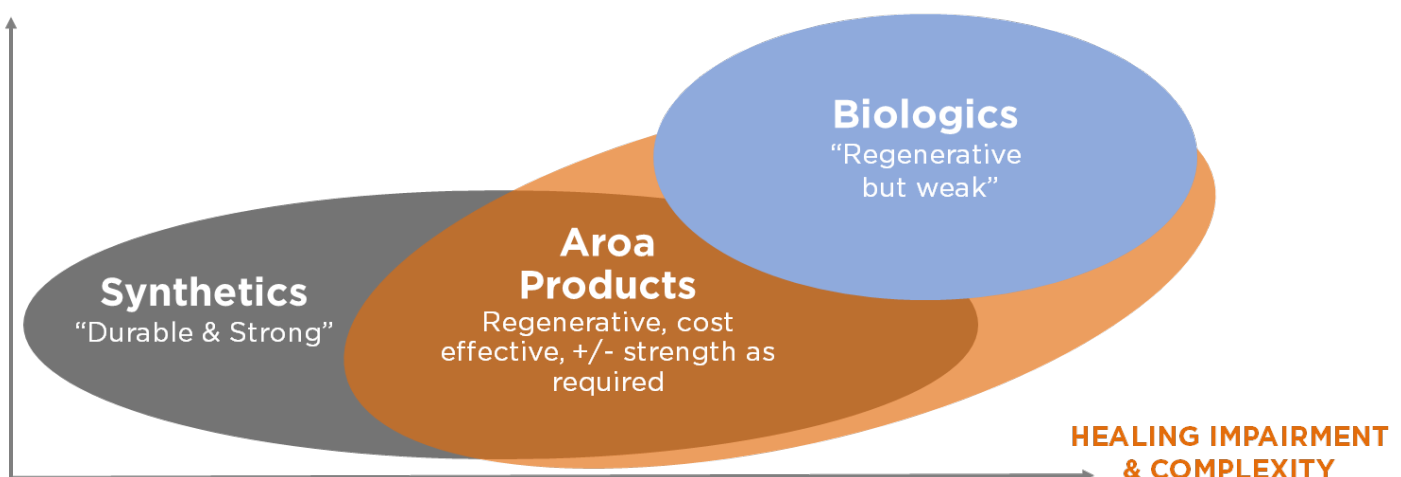 Biologics
“Regenerative
but weak”
Aroa
Products
Regenerative, cost
effective, +/- strength as
required
Synthetics
“Durable & Strong”
HEALING IMPAIRMENT
& COMPLEXITY